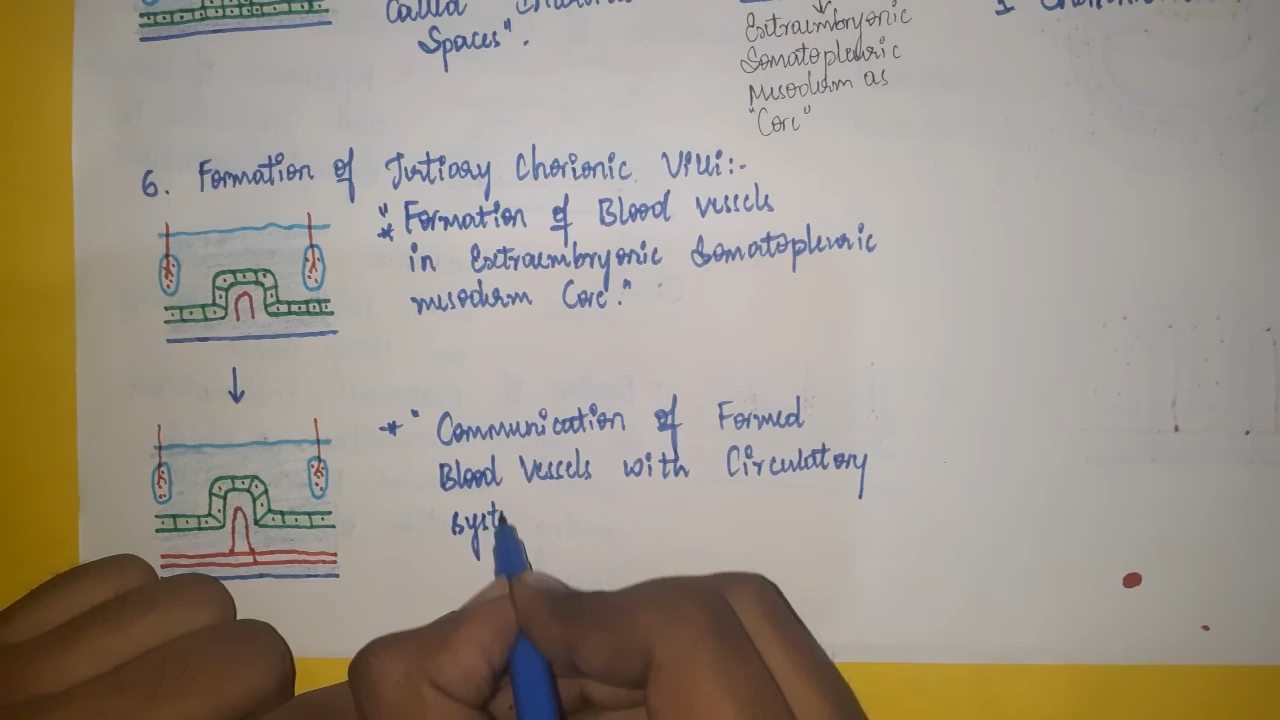 Called
Spaces".
Extraembryonic
Somatopleuric
Mesoderm as
"Core"
6. Formation of Tertiary Chorionic Villi:-
* "Formation of Blood vessels
in Extraembryonic Somatopleuric
mesoderm Core."
* "Communication of Formed
Blood Vessels with Circulatory
syst